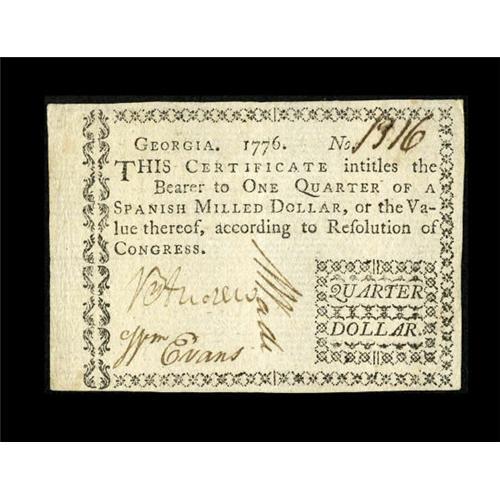 GEORGIA. 1776. No. 1316
THIS CERTIFICATE intitles the
Bearer to ONE QUARTER OF A
SPANISH MILLED DOLLAR, or the Va-
lue thereof, according to Resolution of
CONGRESS.
QUARTER
DOLLAR.
Wm Evans